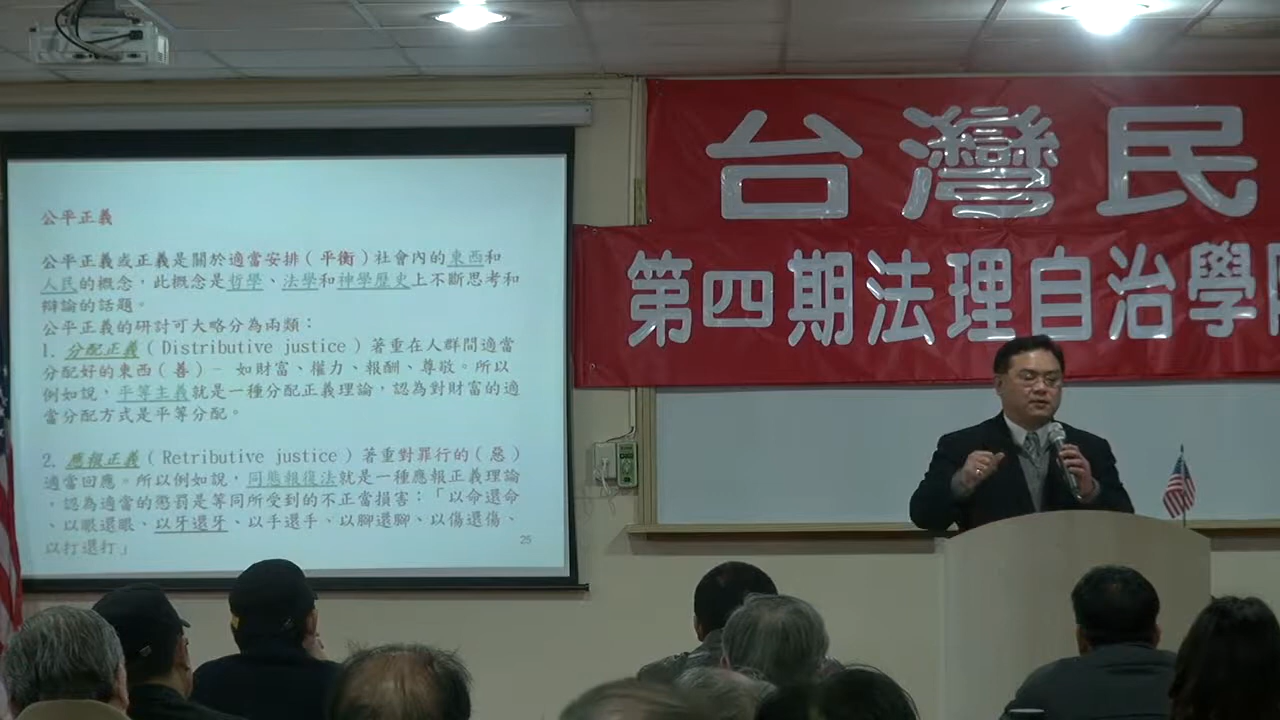 公平正義
公平正義或正義是關於適當安排(平衡)社會內的東西和
人民的概念，此概念是哲學、法學和神學歷史上不斷思考和
辯論的話題。
公平正義的研討可大略分為兩類：
1. 分配正義(Distributive justice)著重在人群間適當
分配好的東西(善)– 如財富、權力、報酬、尊敬。所以
例如說，平等主義就是一種分配正義理論，認為對財富的適
當分配方式是平等分配。
2. 應報正義(Retributive justice)著重對罪行的(惡)
適當回應。所以例如說，同態報復法就是一種應報正義理論
，認為適當的懲罰是等同所受到的不正當損害：「以命還命
、以眼還眼、以牙還牙、以手還手、以腳還腳、以傷還傷、
以打還打」
25
台灣民
第四期法理自治學院